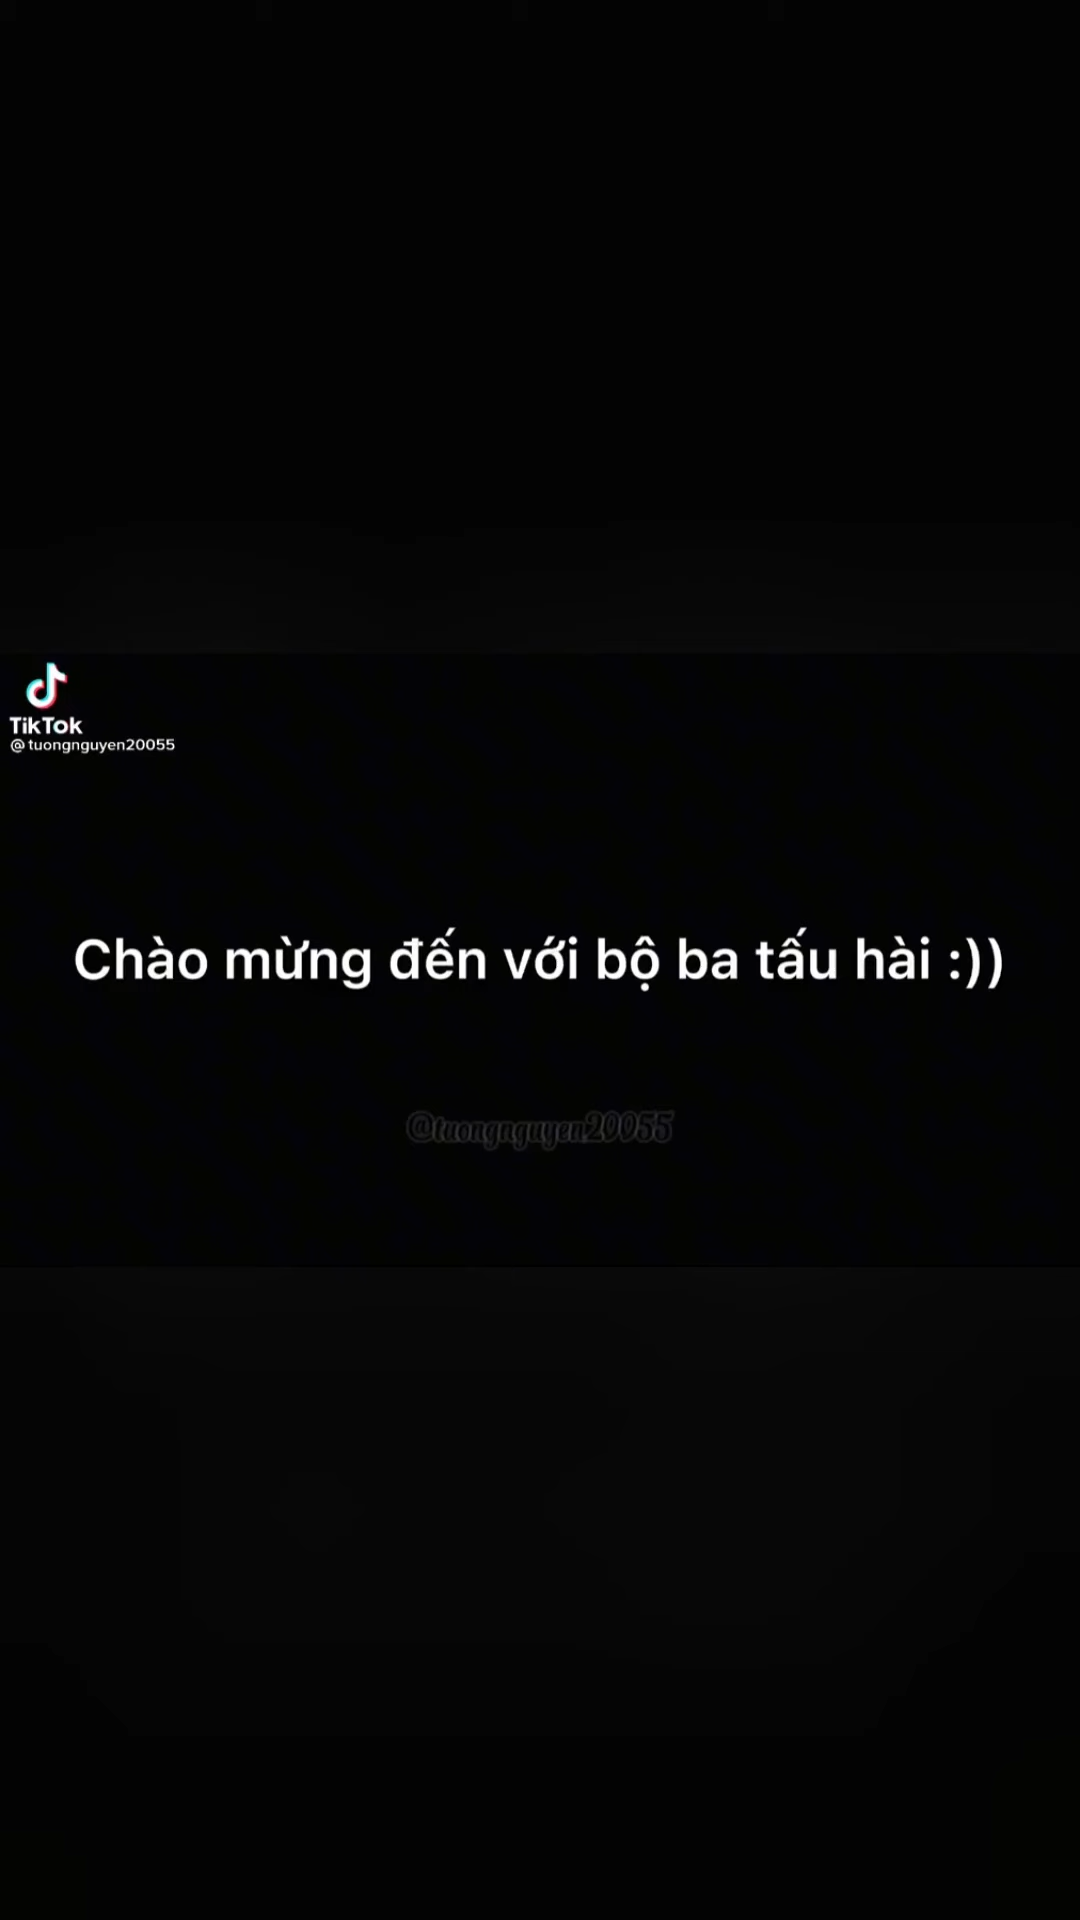 TikTok
@tuongnguyen20055
Chào mừng đến với bộ ba tấu hài :))
@tuongnguyen20055